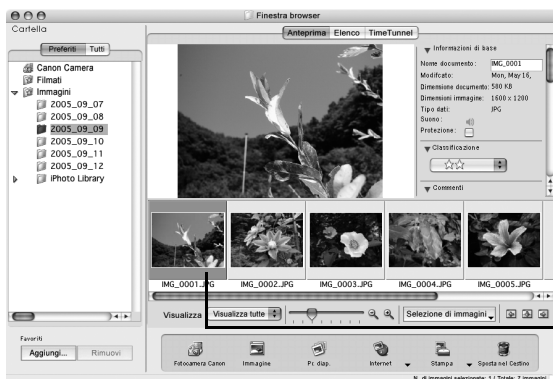 Finestra browser
Cartella
Preferiti Tutti
Canon Camera
Filmati
Immagini
2005_09_07
2005_09_08
2005_09_09
2005_09_10
2005_09_11
2005_09_12
iPhoto Library
Favoriti
Aggiungi... Rimuovi
Anteprima Elenco TimeTunnel
Informazioni di base
Nome documento: IMG_0001
Modifcato: Mon, May 16,
Dimensione documento: 580 KB
Dimensioni immagine: 1600 x 1200
Tipo dati: JPG
Suono:
Protezione:
Classificazione
Commenti
IMG_0001.JPG IMG_0002.JPG IMG_0003.JPG IMG_0004.JPG IMG_0005.JPG
Visualizza Visualizza tutte Selezione di immagini
Fotocamera Canon Immagine Pr. diap. Internet Stampa Sposta nel Cestino
N. di immagini selezionate: 1 / Totale: 7 immagini